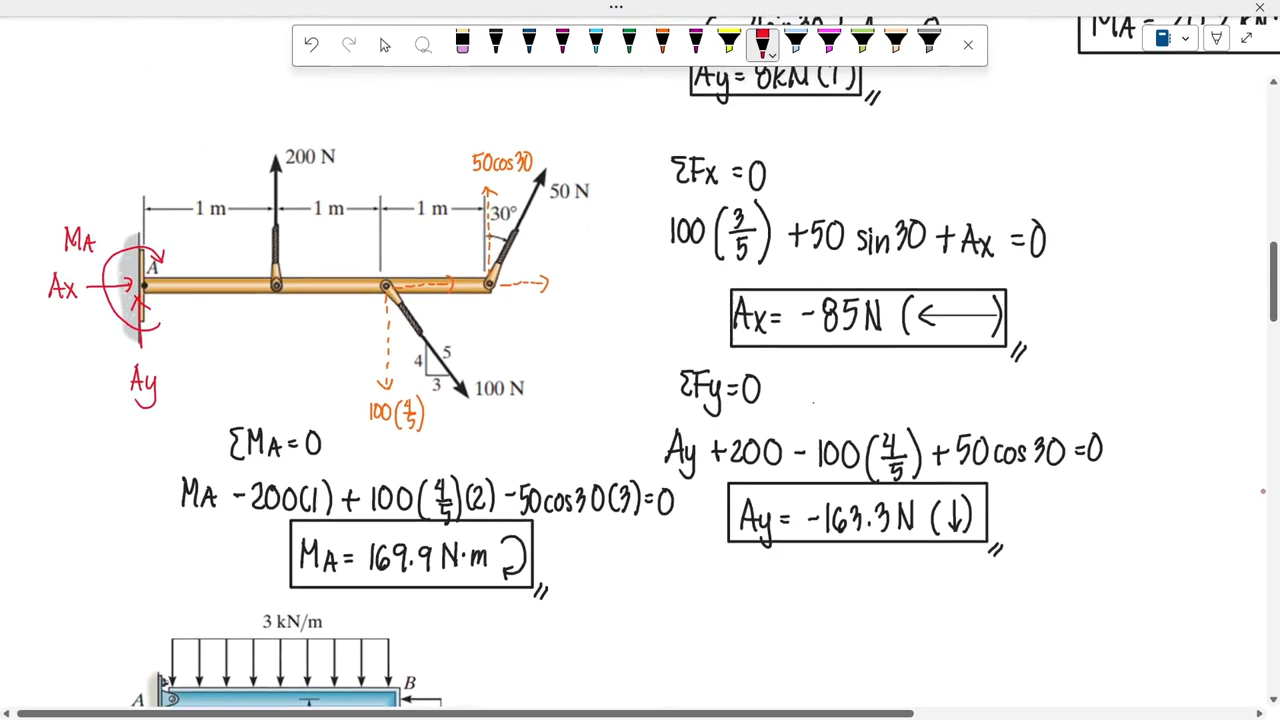 Ay = 8kN (↑)
200 N
50cos30
50 N
1 m
1 m
1 m
30°
MA
A
Ax
Ay
4
5
3
100 N
100(4/5)
ΣMA = 0
MA - 200(1) + 100(4/5)(2) - 50cos30(3) = 0
MA = 169.9 N·m
ΣFx = 0
100(3/5) + 50 sin30 + Ax = 0
Ax = -85N (←)
ΣFy = 0
Ay + 200 - 100(4/5) + 50cos30 = 0
Ay = -163.3 N (↓)
3 kN/m
A
B